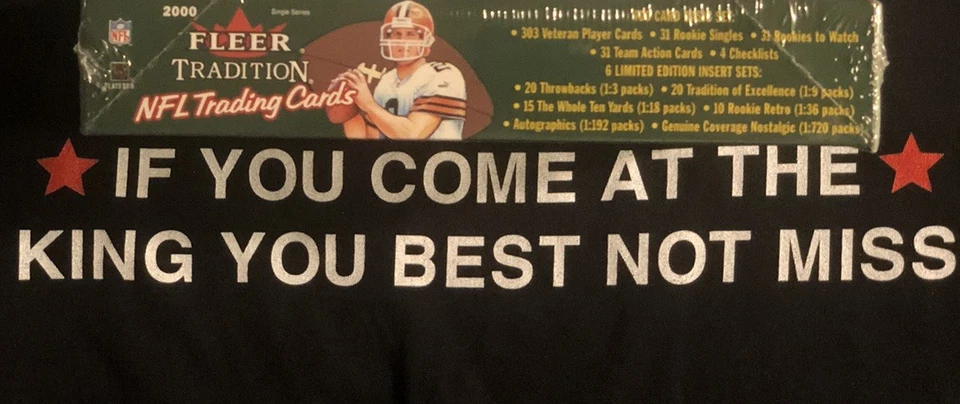 2000
Single Series
NFL
FLEER
TRADITION
NFL Trading Cards
CARD
SET:
• 303 Veteran Player Cards • 31 Rookie Singles • 31 Rookies to Watch
• 31 Team Action Cards • 4 Checklists
6 LIMITED EDITION INSERT SETS:
• 20 Throwbacks (1:3 packs) • 20 Tradition of Excellence (1:9 packs)
• 15 The Whole Ten Yards (1:18 packs) • 10 Rookie Retro (1:36 packs)
• Autographics (1:192 packs) • Genuine Coverage Nostalgic (1:720 packs)
IF YOU COME AT THE
KING YOU BEST NOT MISS